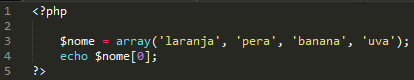 1 <?php
2
3 $nome = array('laranja', 'pera', 'banana', 'uva');
4 echo $nome[0];
5 ?>